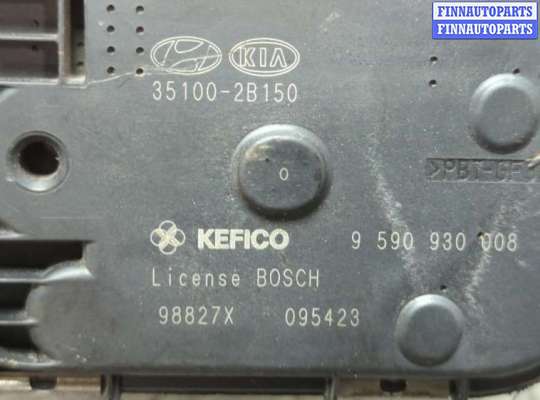 FINNAUTOPARTS
FINNAUTOPARTS
KIA
35100-2B150
0
>PBT-GF
KEFICO 9 590 930 008
License BOSCH
98827X 095423